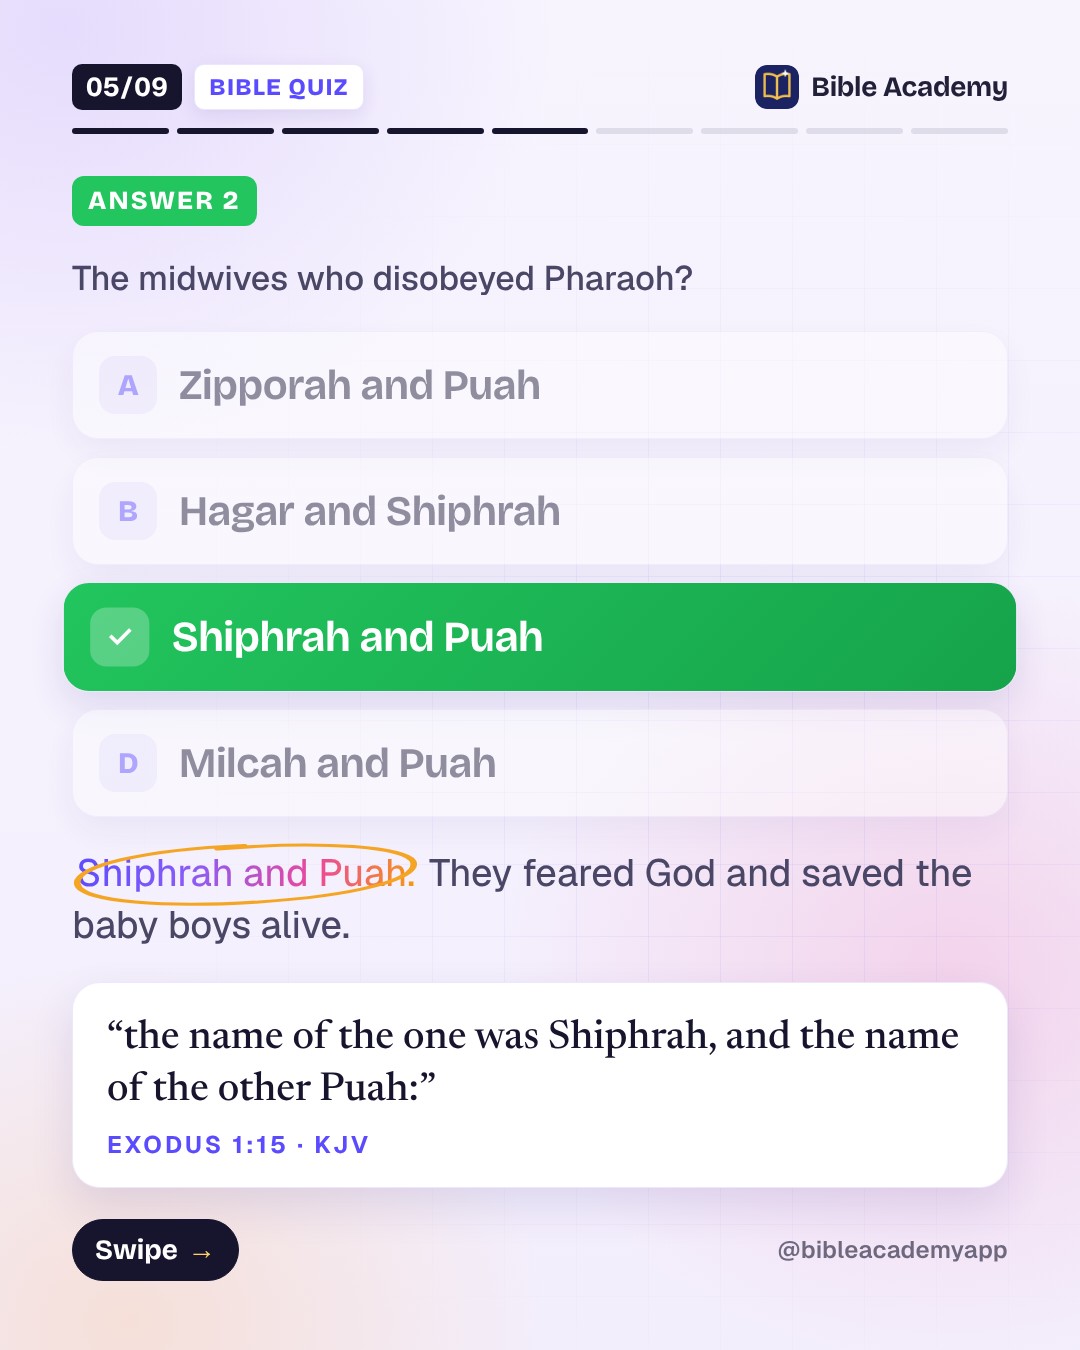 05/09 BIBLE QUIZ Bible Academy
ANSWER 2
The midwives who disobeyed Pharaoh?
A Zipporah and Puah
B Hagar and Shiphrah
✓ Shiphrah and Puah
D Milcah and Puah
Shiphrah and Puah. They feared God and saved the
baby boys alive.
“the name of the one was Shiphrah, and the name
of the other Puah:”
EXODUS 1:15 · KJV
Swipe → @bibleacademyapp